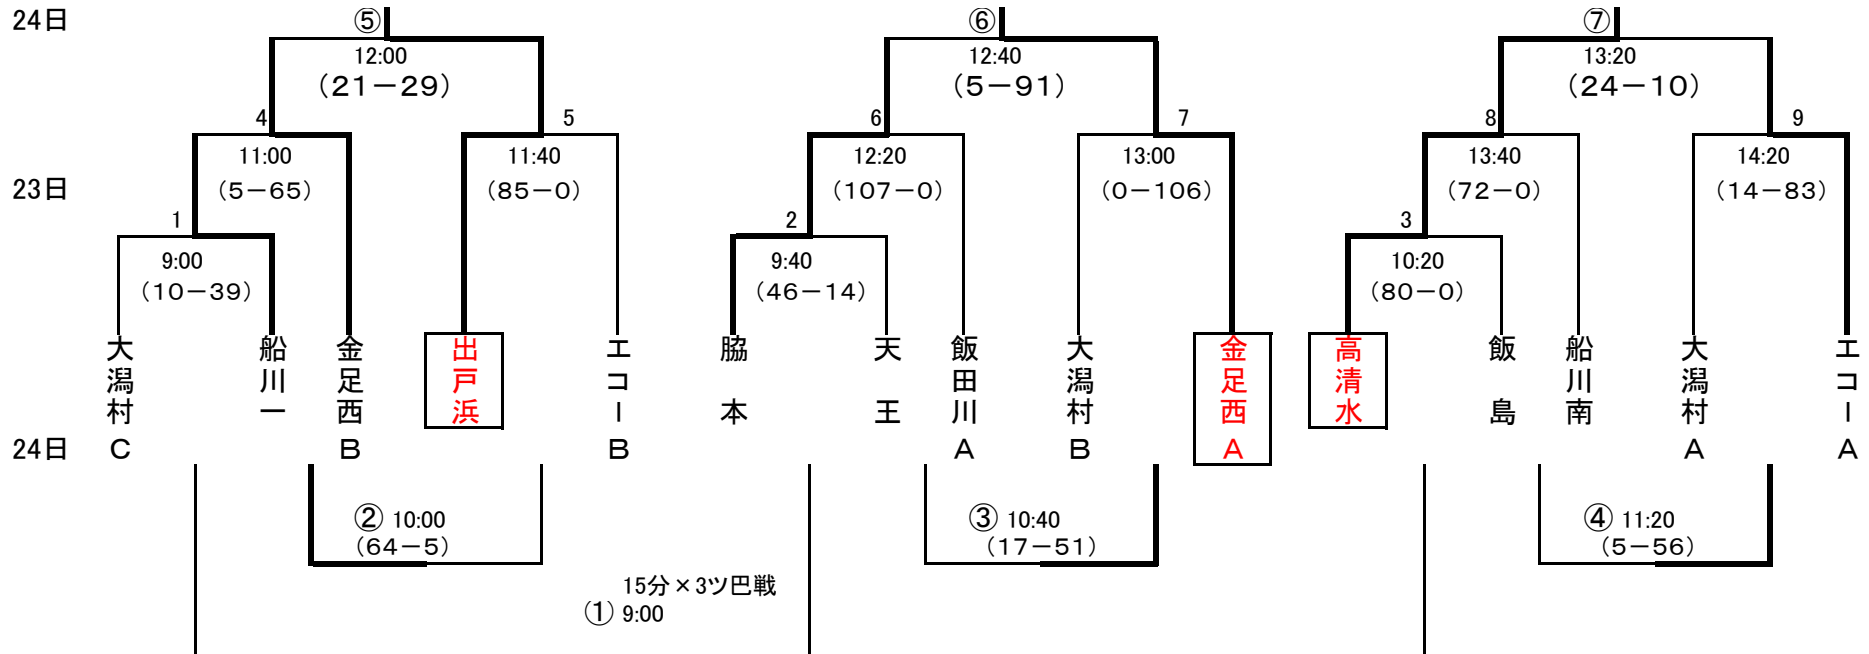 24日
⑤
⑥
⑦
12:00
12:40
13:20
（21－29）
（5－91）
（24－10）
4
5
6
7
8
9
11:00
11:40
12:20
13:00
13:40
14:20
23日
（5－65）
（85－0）
（107－0）
（0－106）
（72－0）
（14－83）
1
2
3
9:00
9:40
10:20
（10－39）
（46－14）
（80－0）
大潟村C
船川一
金足西B
出戸浜
エコーB
脇本
天王
飯田川A
大潟村B
金足西A
高清水
飯島
船川南
大潟村A
エコーA
24日
② 10:00
③ 10:40
④ 11:20
（64－5）
（17－51）
（5－56）
15分×3ツ巴戦
① 9:00